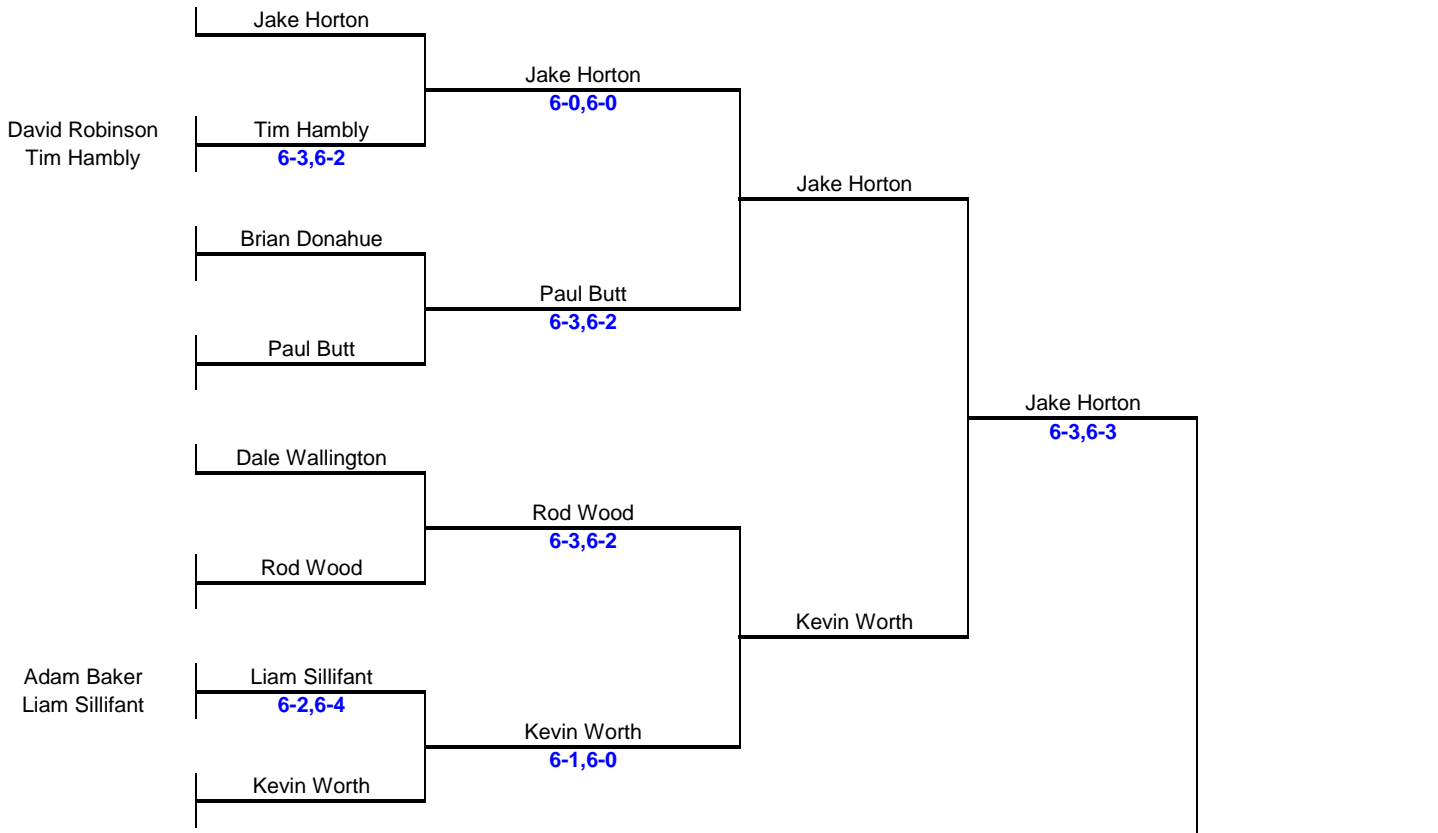 Jake Horton
Jake Horton
6-0,6-0
David Robinson
Tim Hambly
Tim Hambly
6-3,6-2
Jake Horton
Brian Donahue
Paul Butt
6-3,6-2
Paul Butt
Jake Horton
6-3,6-3
Dale Wallington
Rod Wood
6-3,6-2
Rod Wood
Kevin Worth
Adam Baker
Liam Sillifant
Liam Sillifant
6-2,6-4
Kevin Worth
6-1,6-0
Kevin Worth